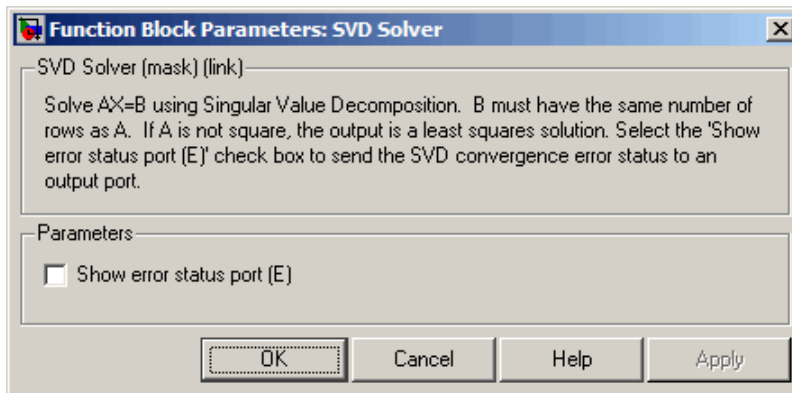 Function Block Parameters: SVD Solver
SVD Solver (mask) (link)
Solve AX=B using Singular Value Decomposition.  B must have the same number of
rows as A.  If A is not square, the output is a least squares solution. Select the 'Show
error status port (E)' check box to send the SVD convergence error status to an
output port.
Parameters
Show error status port (E)
OK Cancel Help Apply